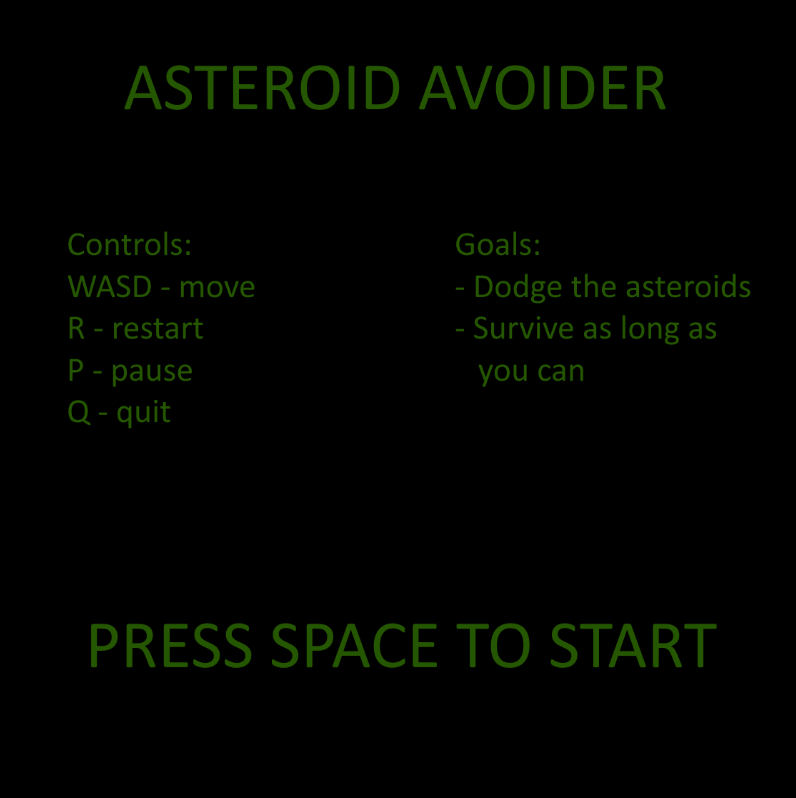 ASTEROID AVOIDER
Controls:
WASD - move
R - restart
P - pause
Q - quit
Goals:
- Dodge the asteroids
- Survive as long as
you can
PRESS SPACE TO START